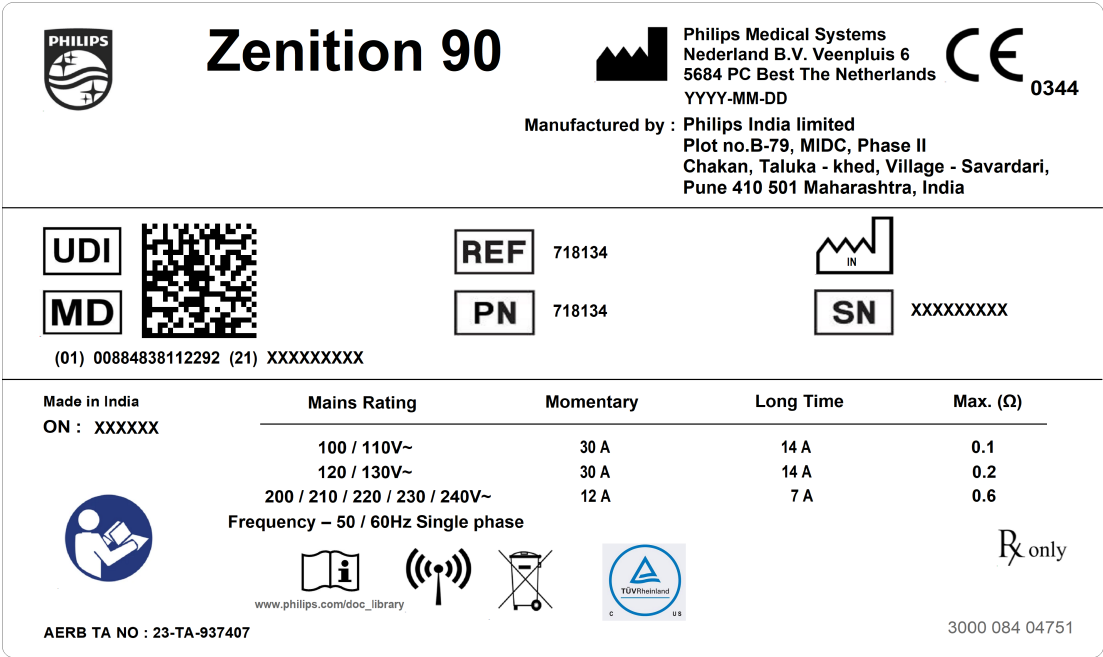 PHILIPS
Zenition 90
Philips Medical Systems
Nederland B.V. Veenpluis 6
5684 PC Best The Netherlands
YYYY-MM-DD
CE 0344
Manufactured by : Philips India limited
Plot no.B-79, MIDC, Phase II
Chakan, Taluka - khed, Village - Savardari,
Pune 410 501 Maharashtra, India
UDI
MD
(01) 00884838112292 (21) XXXXXXXXX
REF 718134
PN 718134
IN
SN XXXXXXXXX
Made in India
ON : XXXXXX
Mains Rating Momentary Long Time Max. (Ω)
100 / 110V~ 30 A 14 A 0.1
120 / 130V~ 30 A 14 A 0.2
200 / 210 / 220 / 230 / 240V~ 12 A 7 A 0.6
Frequency – 50 / 60Hz Single phase
i
www.philips.com/doc_library
TÜVRheinland
C US
Rx only
AERB TA NO : 23-TA-937407
3000 084 04751